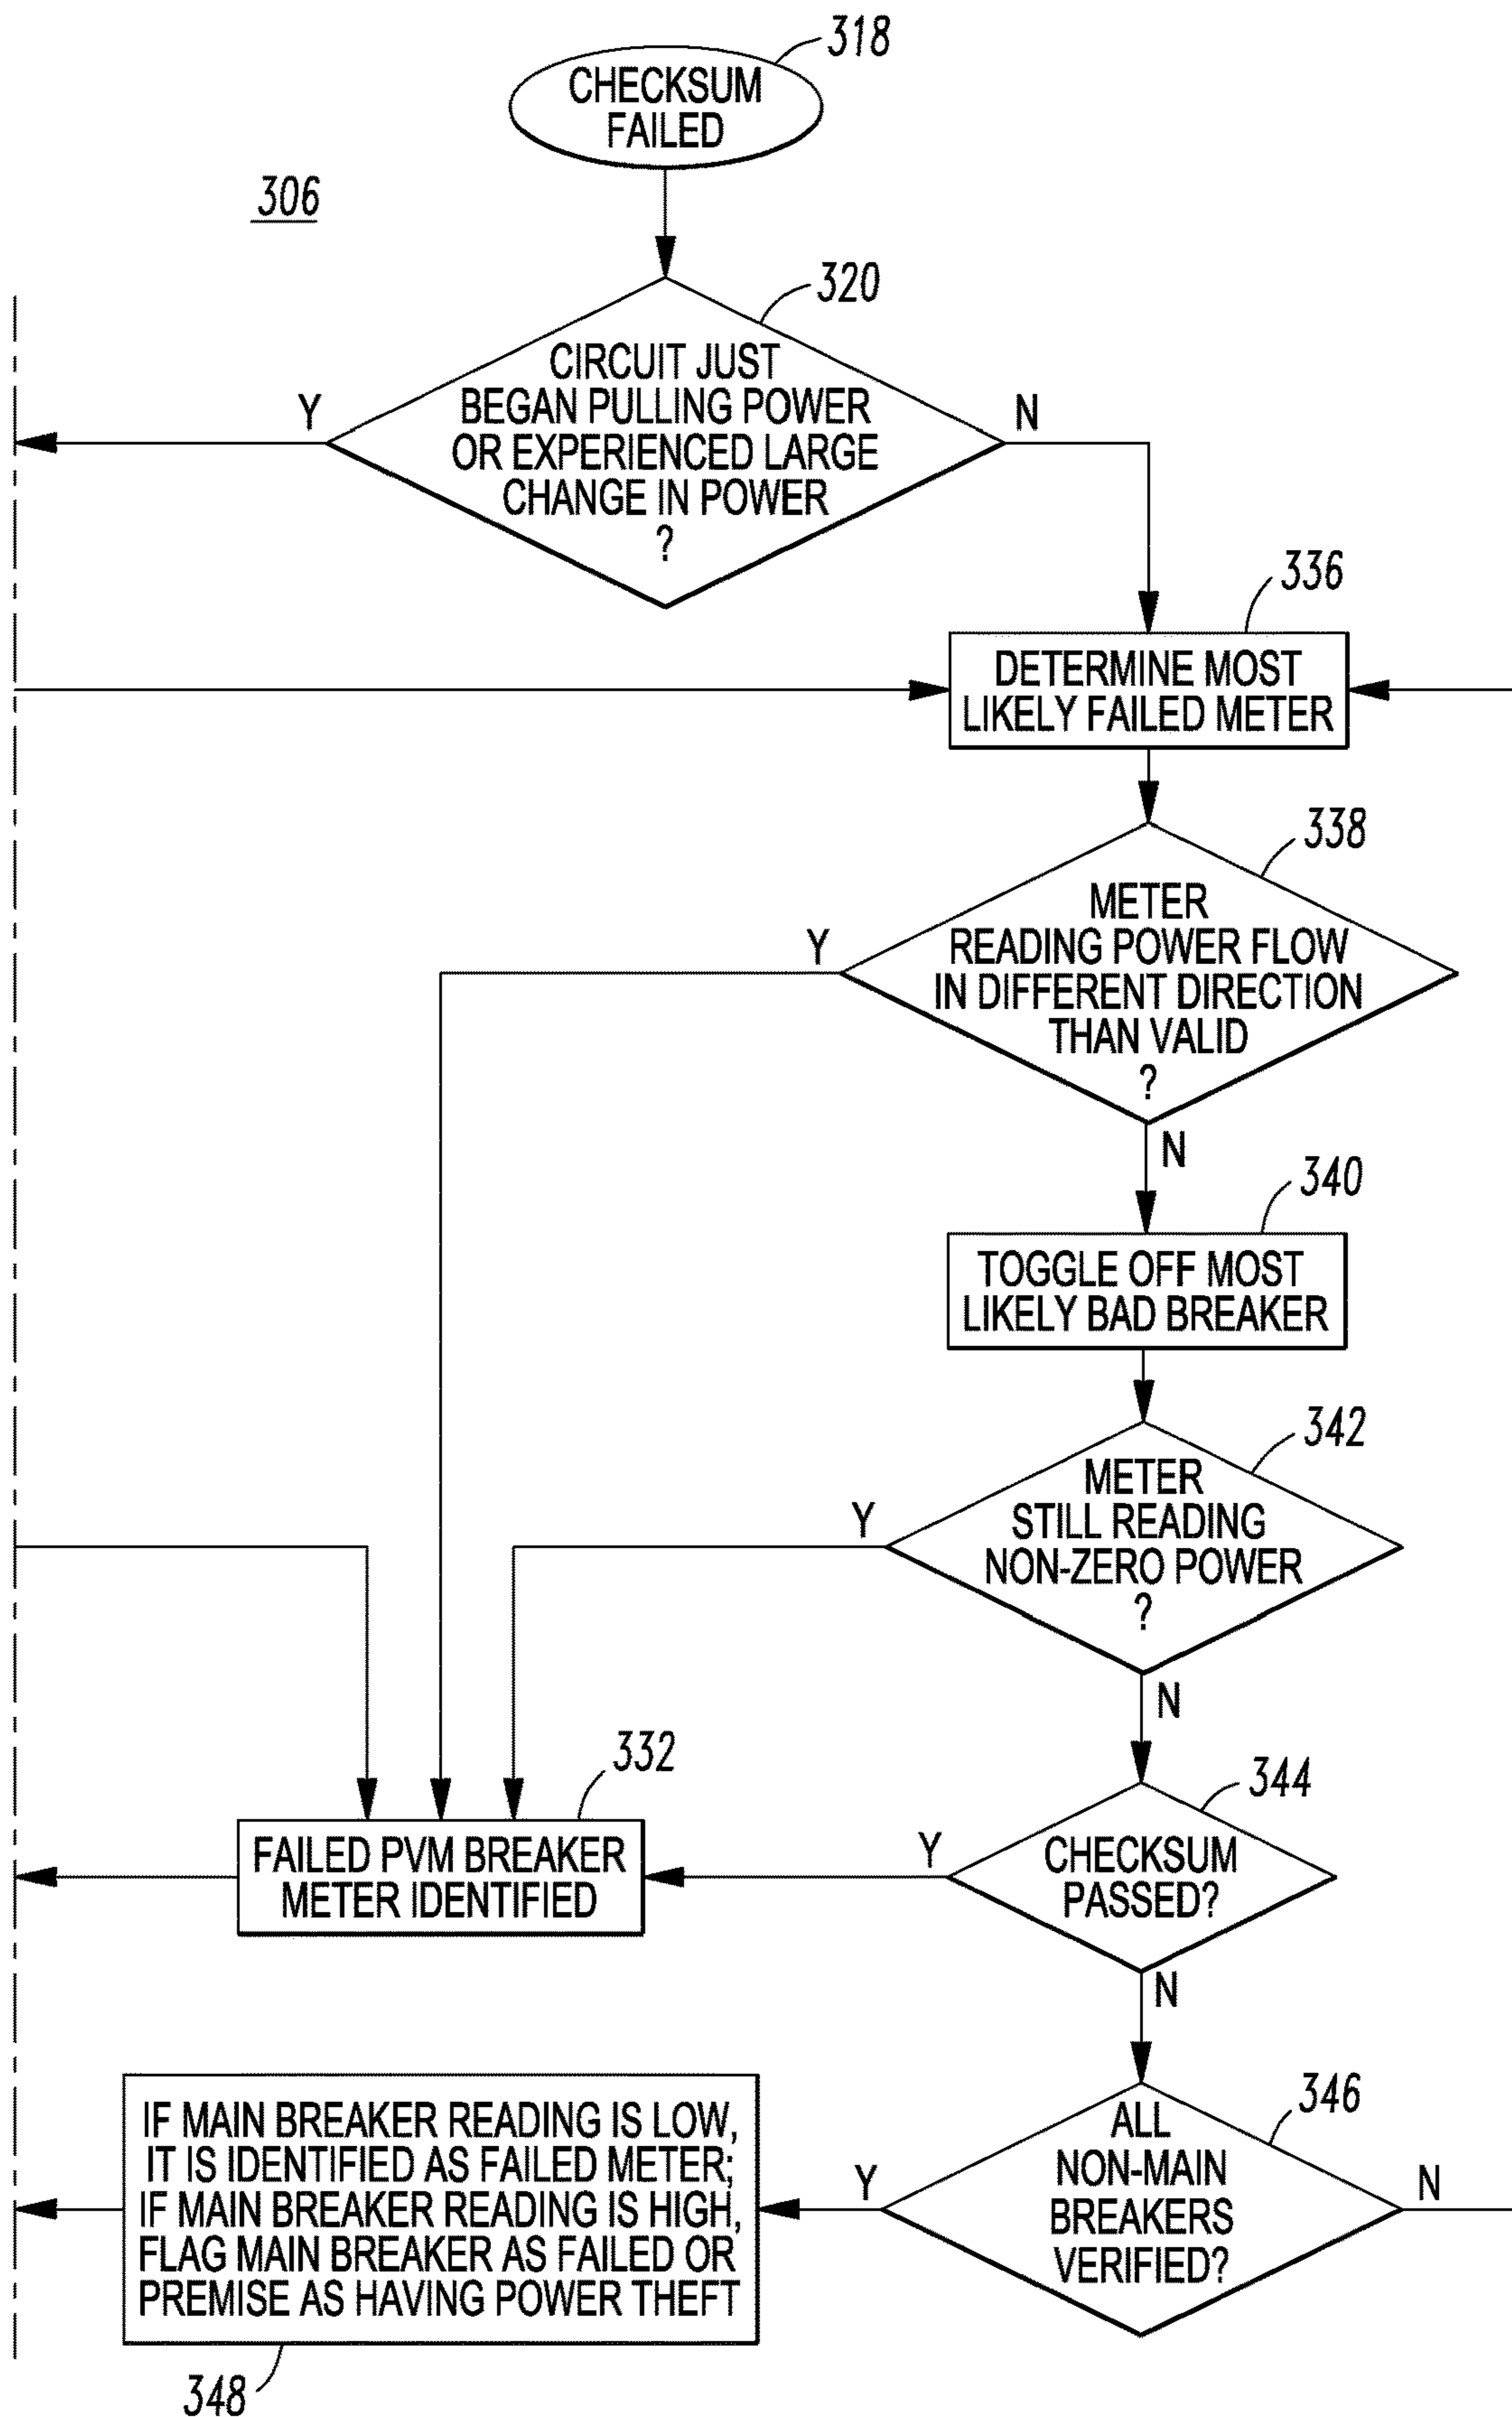 318
CHECKSUM
FAILED
306
320
CIRCUIT JUST
BEGAN PULLING POWER
OR EXPERIENCED LARGE
CHANGE IN POWER
?
Y
N
336
DETERMINE MOST
LIKELY FAILED METER
338
METER
READING POWER FLOW
IN DIFFERENT DIRECTION
THAN VALID
?
Y
N
340
TOGGLE OFF MOST
LIKELY BAD BREAKER
342
METER
STILL READING
NON-ZERO POWER
?
Y
N
332
FAILED PVM BREAKER
METER IDENTIFIED
344
CHECKSUM
PASSED?
Y
N
346
ALL
NON-MAIN
BREAKERS
VERIFIED?
Y
N
IF MAIN BREAKER READING IS LOW,
IT IS IDENTIFIED AS FAILED METER;
IF MAIN BREAKER READING IS HIGH,
FLAG MAIN BREAKER AS FAILED OR
PREMISE AS HAVING POWER THEFT
348